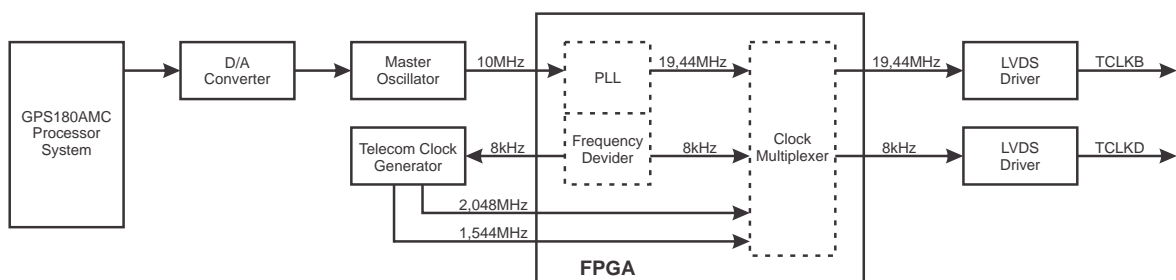 GPS180AMC
Processor
System
D/A
Converter
Master
Oscillator
10MHz
PLL
19,44MHz
Telecom Clock
Generator
8kHz
Frequency
Devider
8kHz
2,048MHz
1,544MHz
Clock
Multiplexer
FPGA
19,44MHz
LVDS
Driver
TCLKB
8kHz
LVDS
Driver
TCLKD